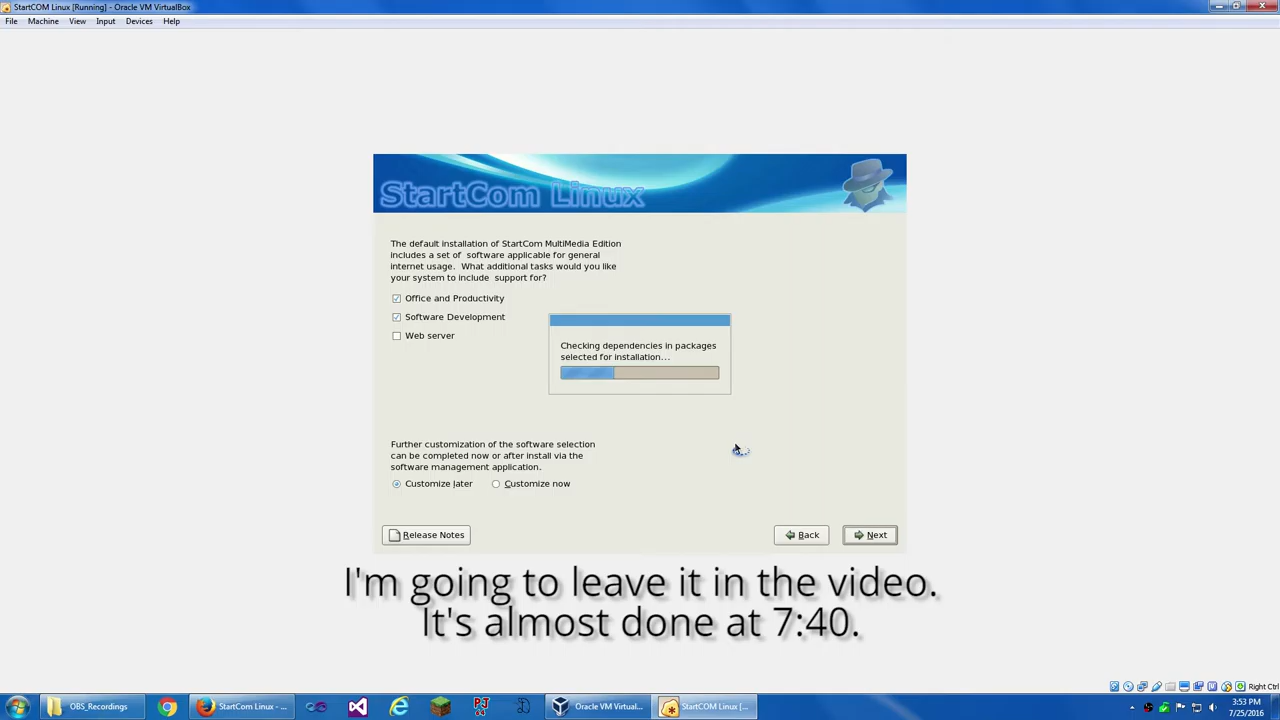 StartCOM Linux [Running] - Oracle VM VirtualBox
File Machine View Input Devices Help
StartCom Linux
The default installation of StartCom MultiMedia Edition
includes a set of software applicable for general
internet usage. What additional tasks would you like
your system to include support for?
Office and Productivity
Software Development
Web server
Checking dependencies in packages
selected for installation...
Further customization of the software selection
can be completed now or after install via the
software management application.
Customize later Customize now
Release Notes Back Next
I'm going to leave it in the video.
It's almost done at 7:40.
Right Ctrl
OBS_Recordings StartCom Linux - ... Oracle VM Virtual... StartCOM Linux [...
3:53 PM
7/25/2016